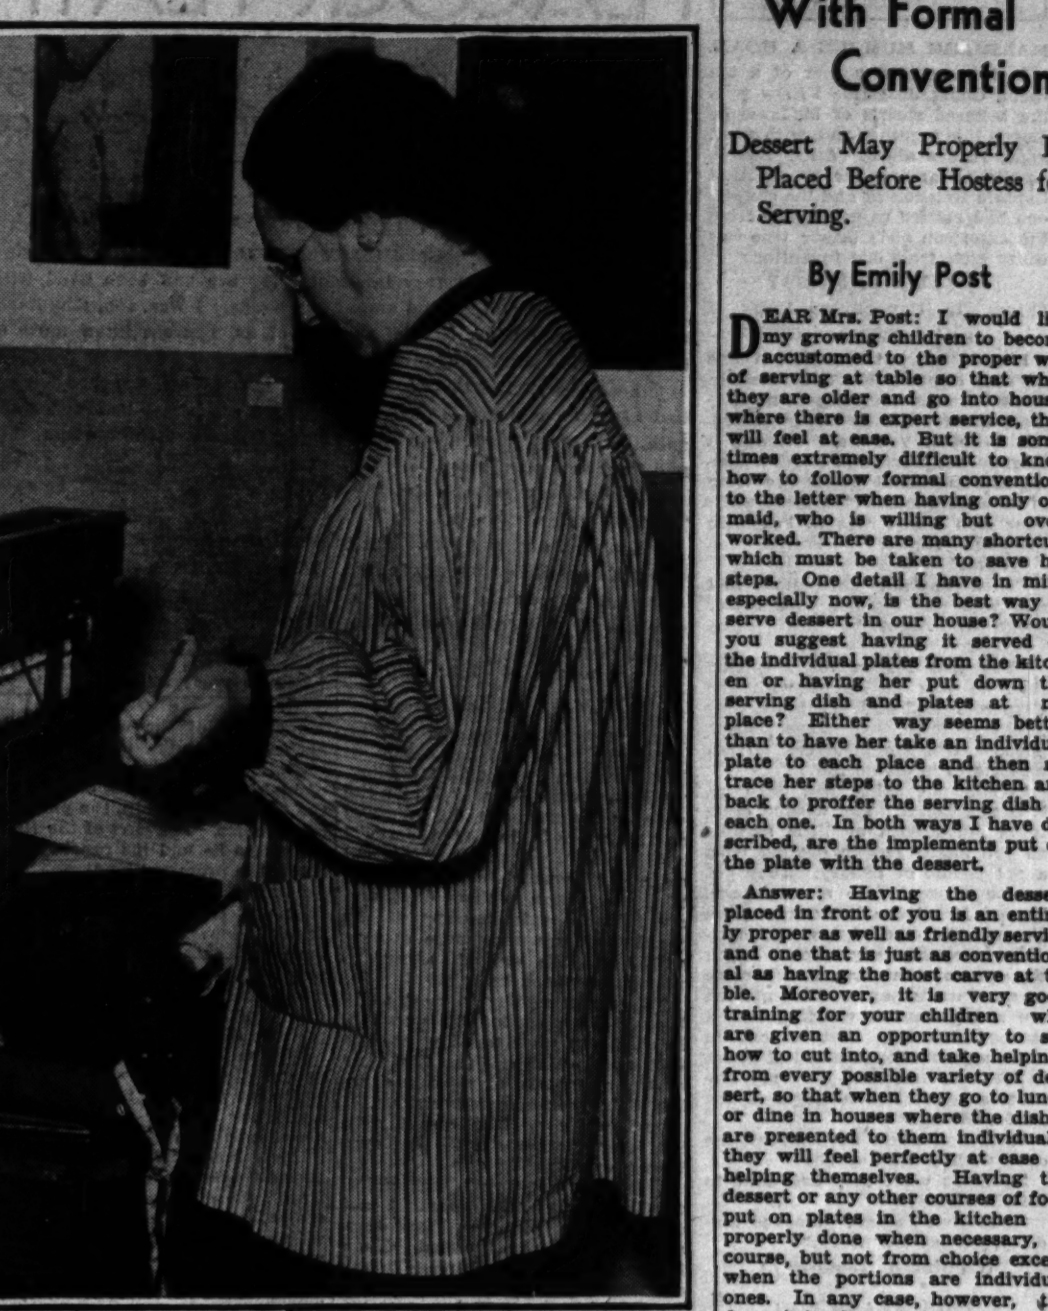 With Formal
Convention
Dessert May Properly
Placed Before Hostess
Serving.
By Emily Post
DEAR Mrs. Post: I would
my growing children to
accustomed to the proper
of serving at table so that
they are older and go into
where there is expert service,
will feel at ease. But it is
times extremely difficult to
how to follow formal
to the letter when having only
maid, who is willing but
worked. There are many
which must be taken to save
steps. One detail I have in
especially now, is the best way
serve dessert in our house?
you suggest having it served
the individual plates from the
en or having her put down
serving dish and plates at
place? Either way seems
than to have her take an
plate to each place and then
trace her steps to the kitchen
back to proffer the serving dish
each one. In both ways I have
scribed, are the implements put
the plate with the dessert.
Answer: Having the
placed in front of you is an
ly proper as well as friendly
and one that is just as
al as having the host carve at
ble. Moreover, it is very
training for your children
are given an opportunity to
how to cut into, and take
from every possible variety of
sert, so that when they go to
or dine in houses where the
are presented to them
they will feel perfectly at ease
helping themselves. Having
dessert or any other courses of
put on plates in the kitchen
properly done when necessary,
course, but not from choice
when the portions are
ones. In any case, however,